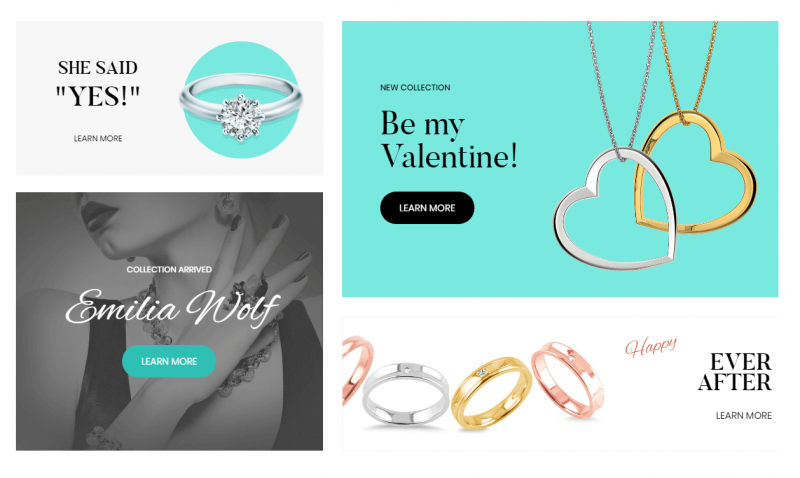 SHE SAID
"YES!"
LEARN MORE
NEW COLLECTION
Be my
Valentine!
LEARN MORE
COLLECTION ARRIVED
Emilia Wolf
LEARN MORE
Happy
EVER
AFTER
LEARN MORE